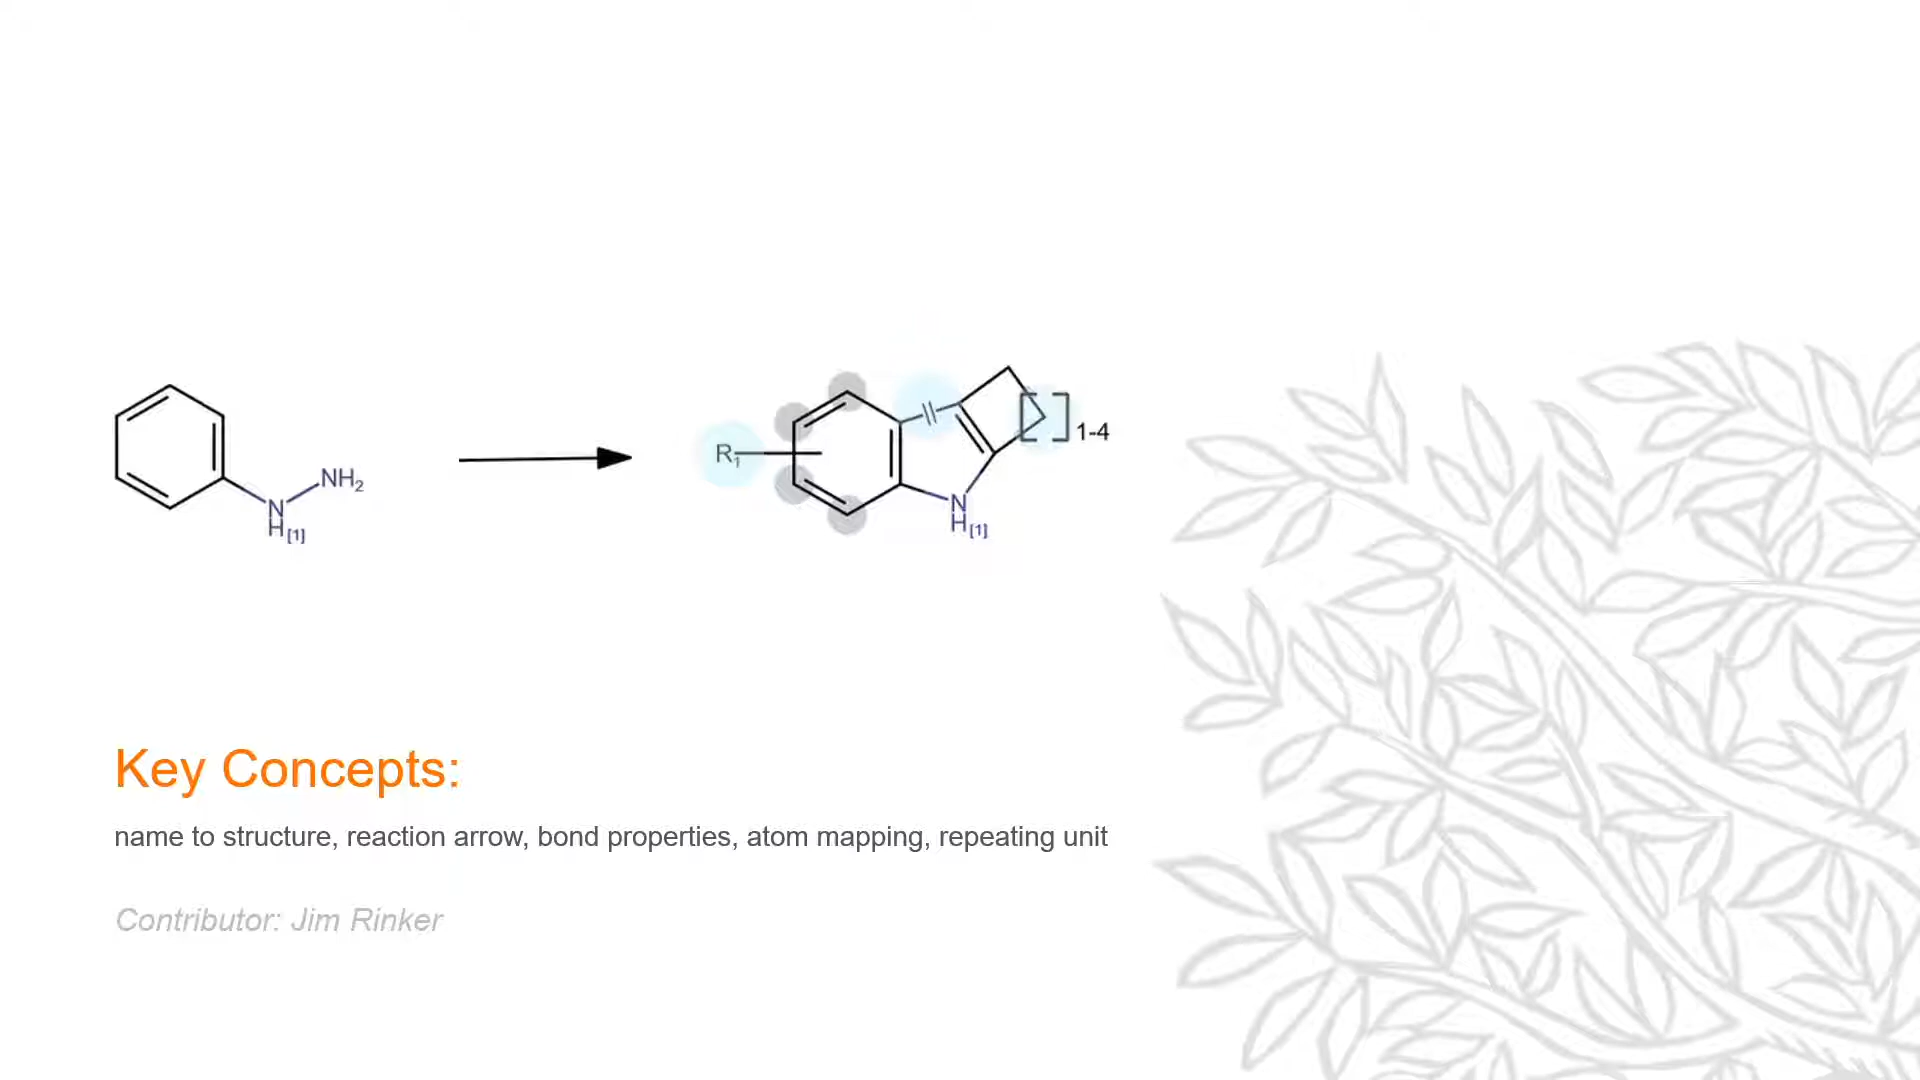 NH2
N
H[1]
R1
1-4
N
H[1]
Key Concepts:
name to structure, reaction arrow, bond properties, atom mapping, repeating unit
Contributor: Jim Rinker